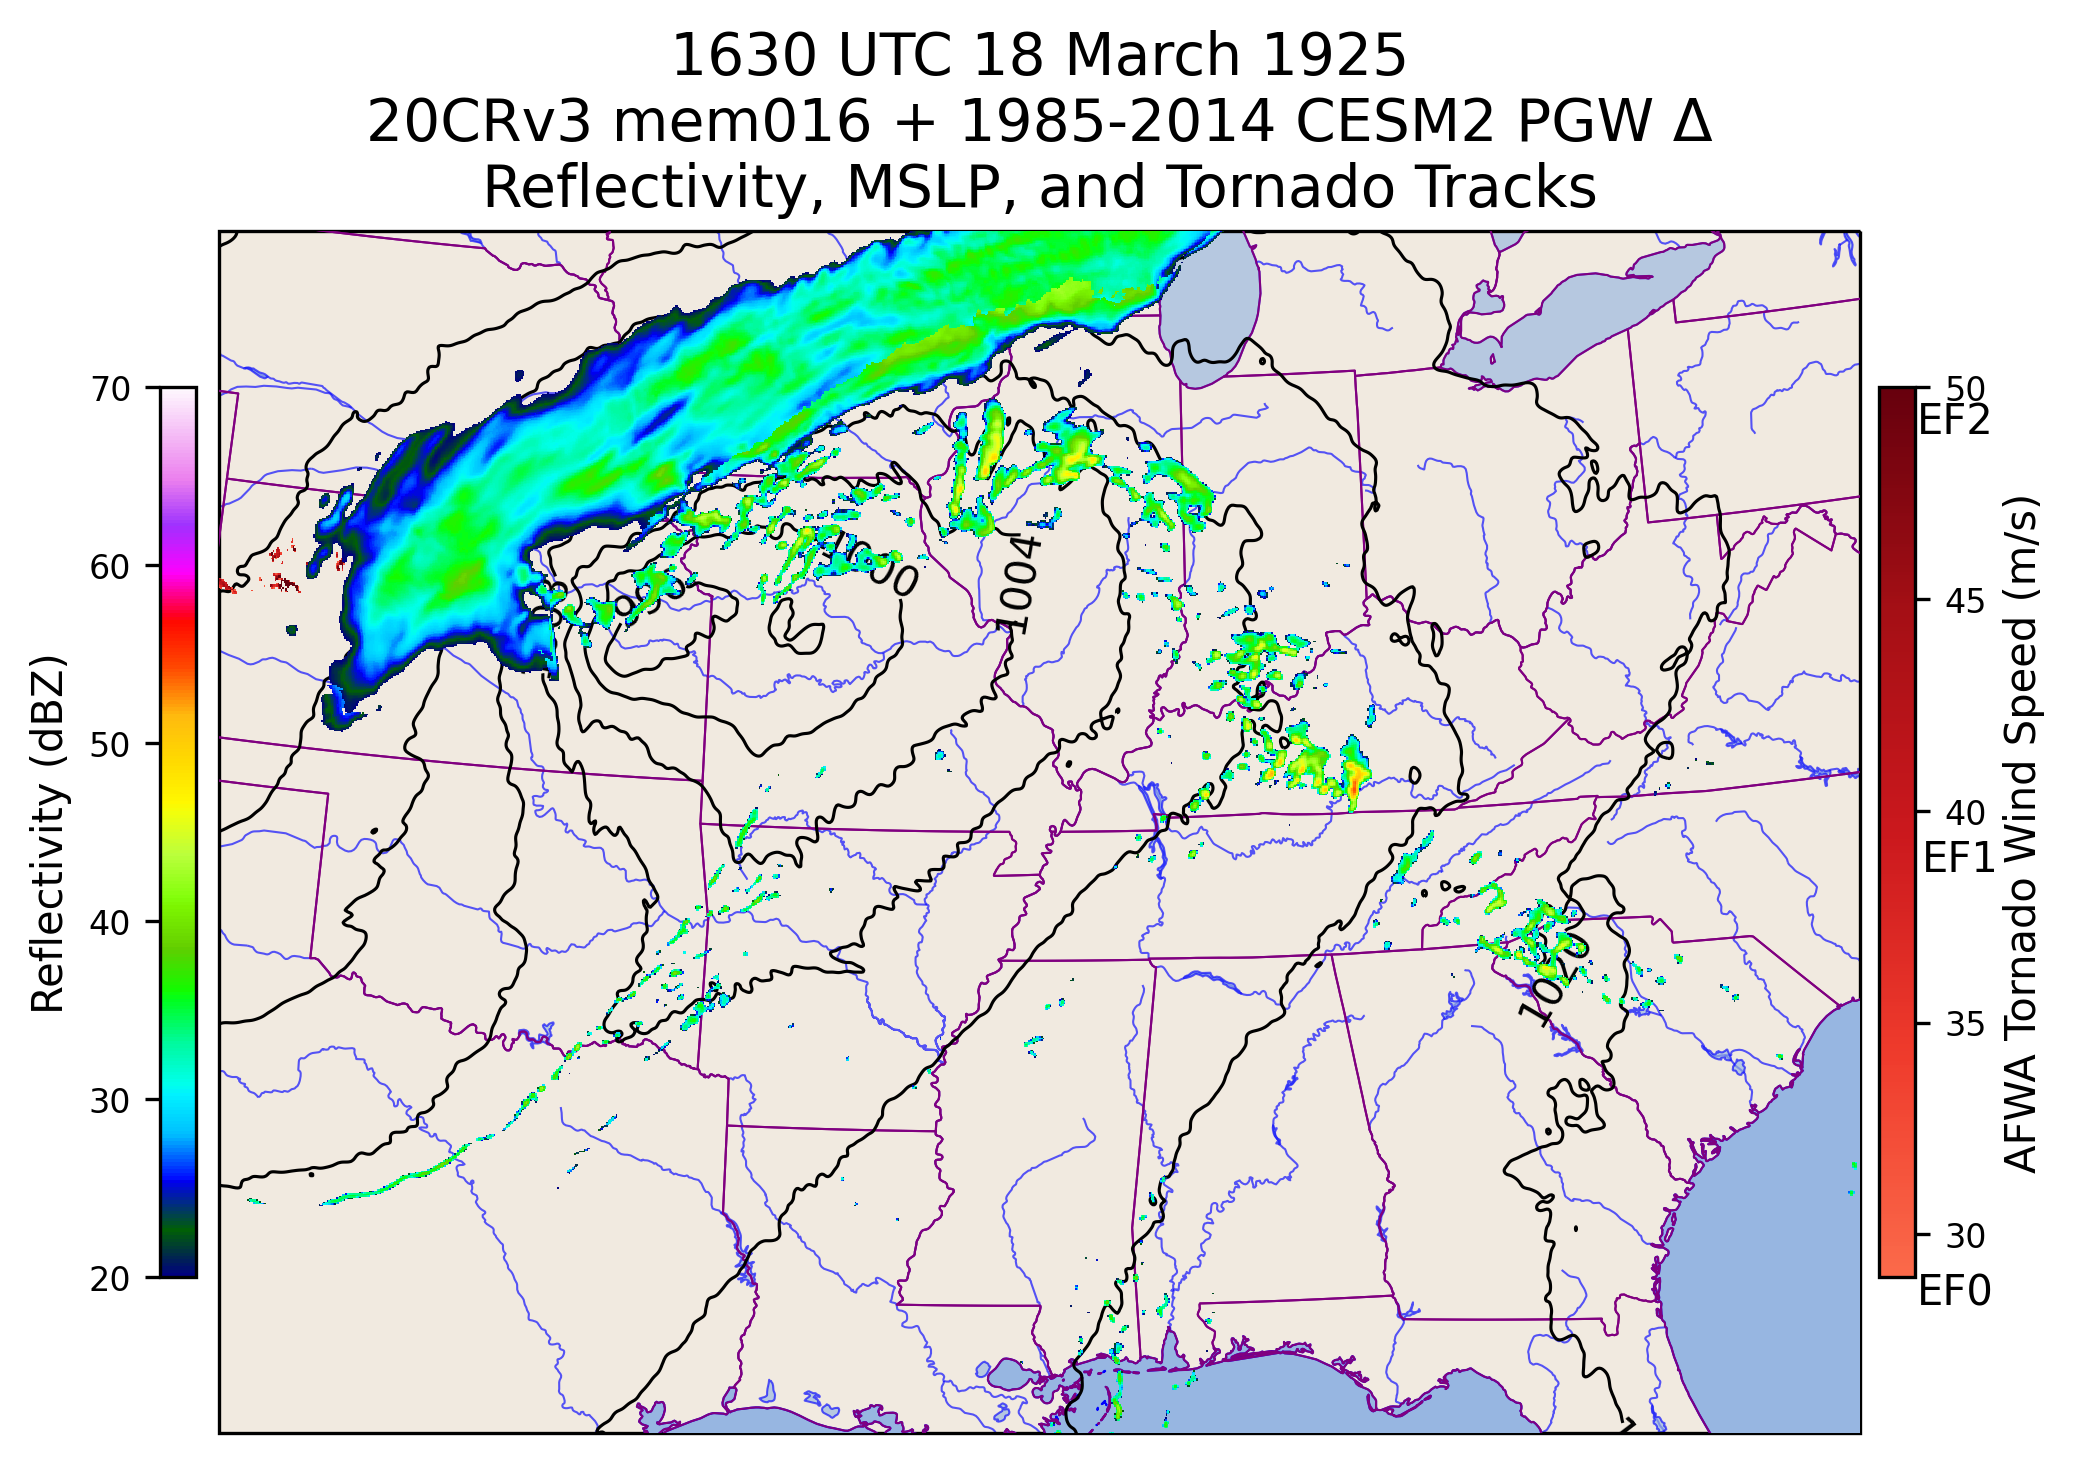 1630 UTC 18 March 1925
20CRv3 mem016 + 1985-2014 CESM2 PGW Δ
Reflectivity, MSLP, and Tornado Tracks
Reflectivity (dBZ)
70
60
50
40
30
20
1004
1020
50
EF2
45
40
EF1
35
30
EF0
AFWA Tornado Wind Speed (m/s)